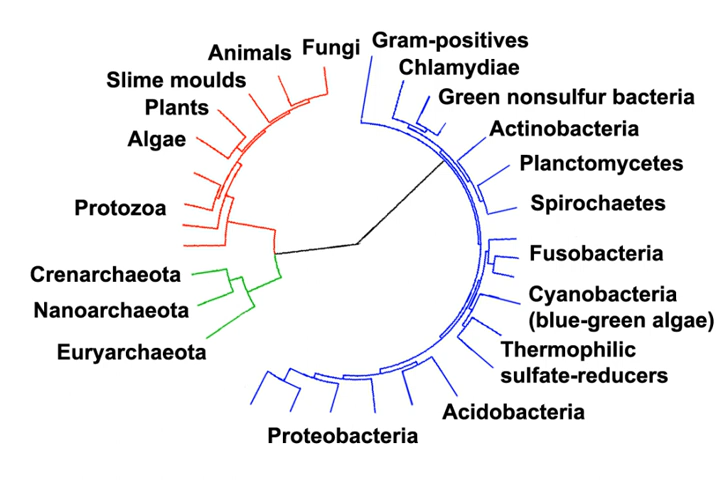 Animals
Fungi
Gram-positives
Slime moulds
Chlamydiae
Plants
Green nonsulfur bacteria
Algae
Actinobacteria
Planctomycetes
Protozoa
Spirochaetes
Crenarchaeota
Fusobacteria
Nanoarchaeota
Cyanobacteria
(blue-green algae)
Euryarchaeota
Thermophilic
sulfate-reducers
Acidobacteria
Proteobacteria